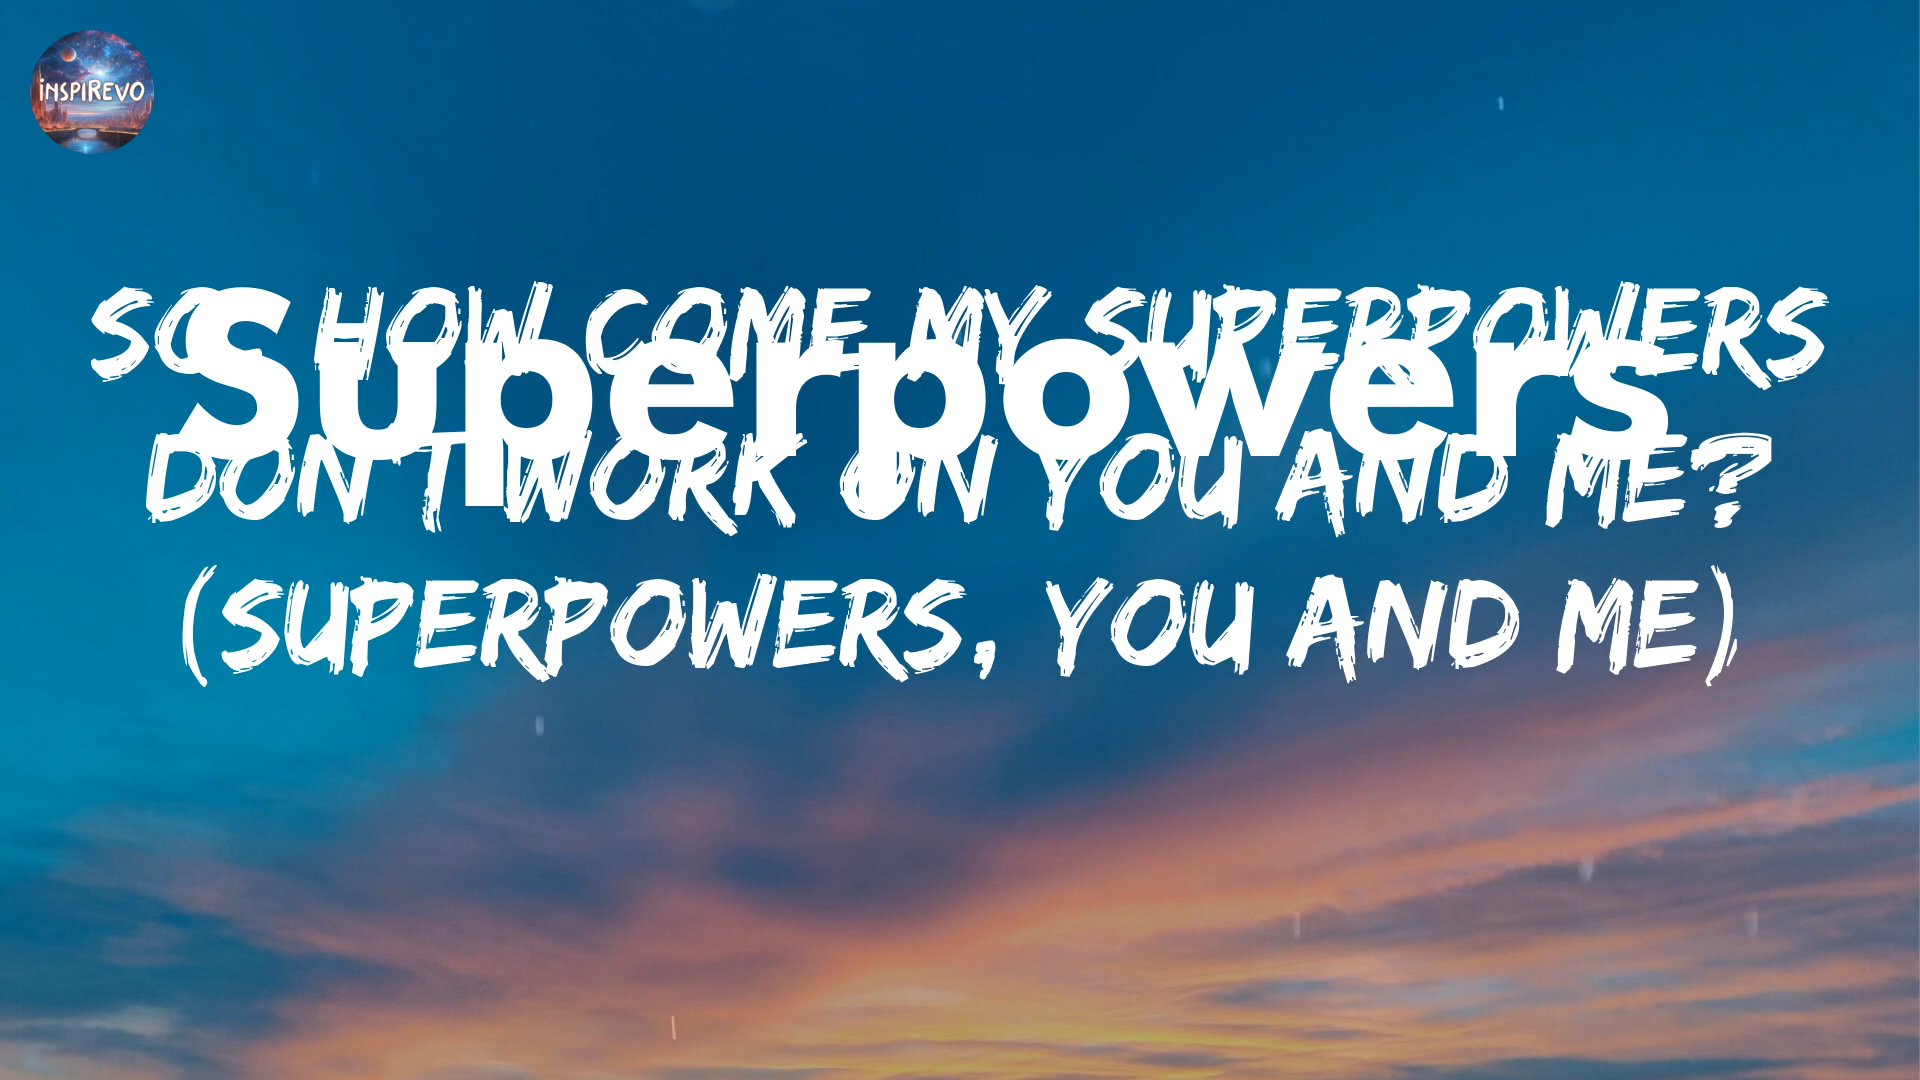 iNSPIREVO
SO, HOW COME MY SUPERPOWERS
Superpowers
DON'T WORK ON YOU AND ME?
(SUPERPOWERS, YOU AND ME)